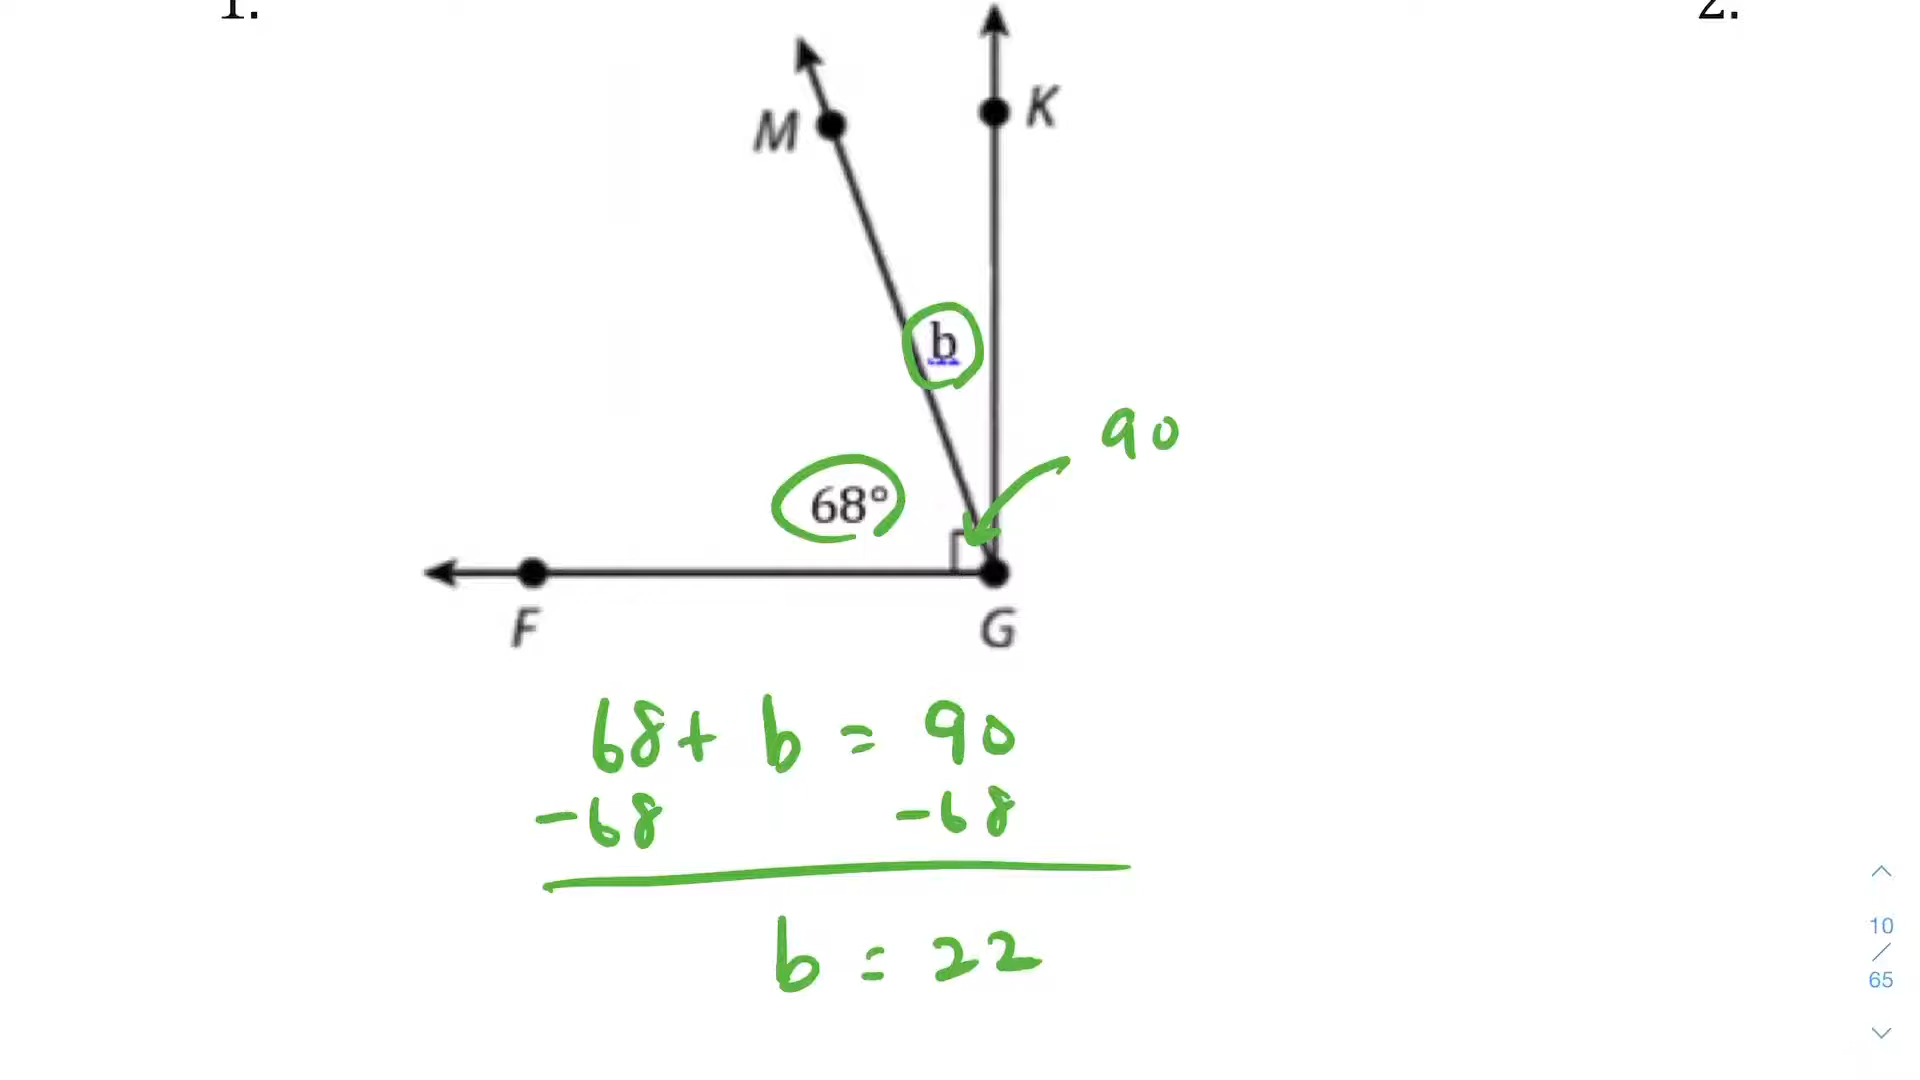 1.
2.
K
M
b
90
68°
F
G
68 + b = 90
-68 -68
b = 22
10
/
65